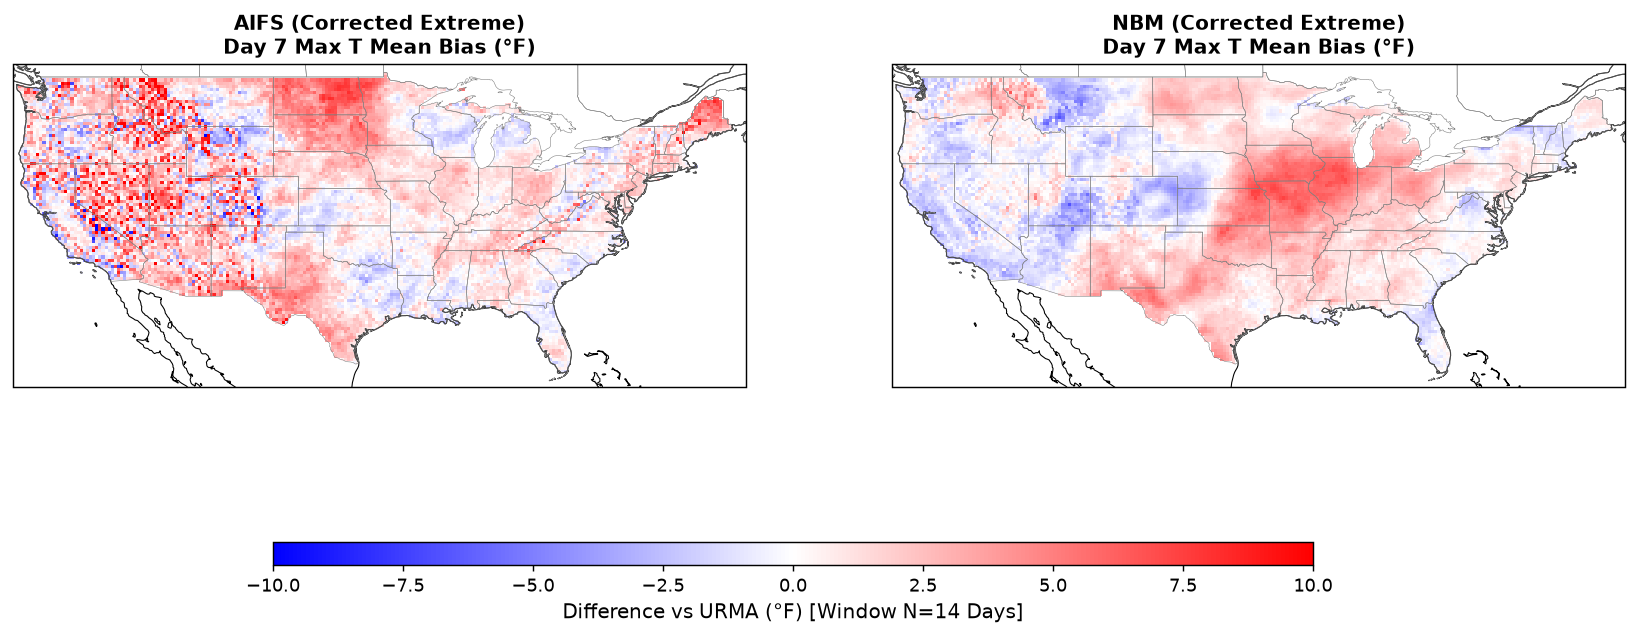 AIFS (Corrected Extreme)
Day 7 Max T Mean Bias (°F)
NBM (Corrected Extreme)
Day 7 Max T Mean Bias (°F)
−10.0 −7.5 −5.0 −2.5 0.0 2.5 5.0 7.5 10.0
Difference vs URMA (°F) [Window N=14 Days]